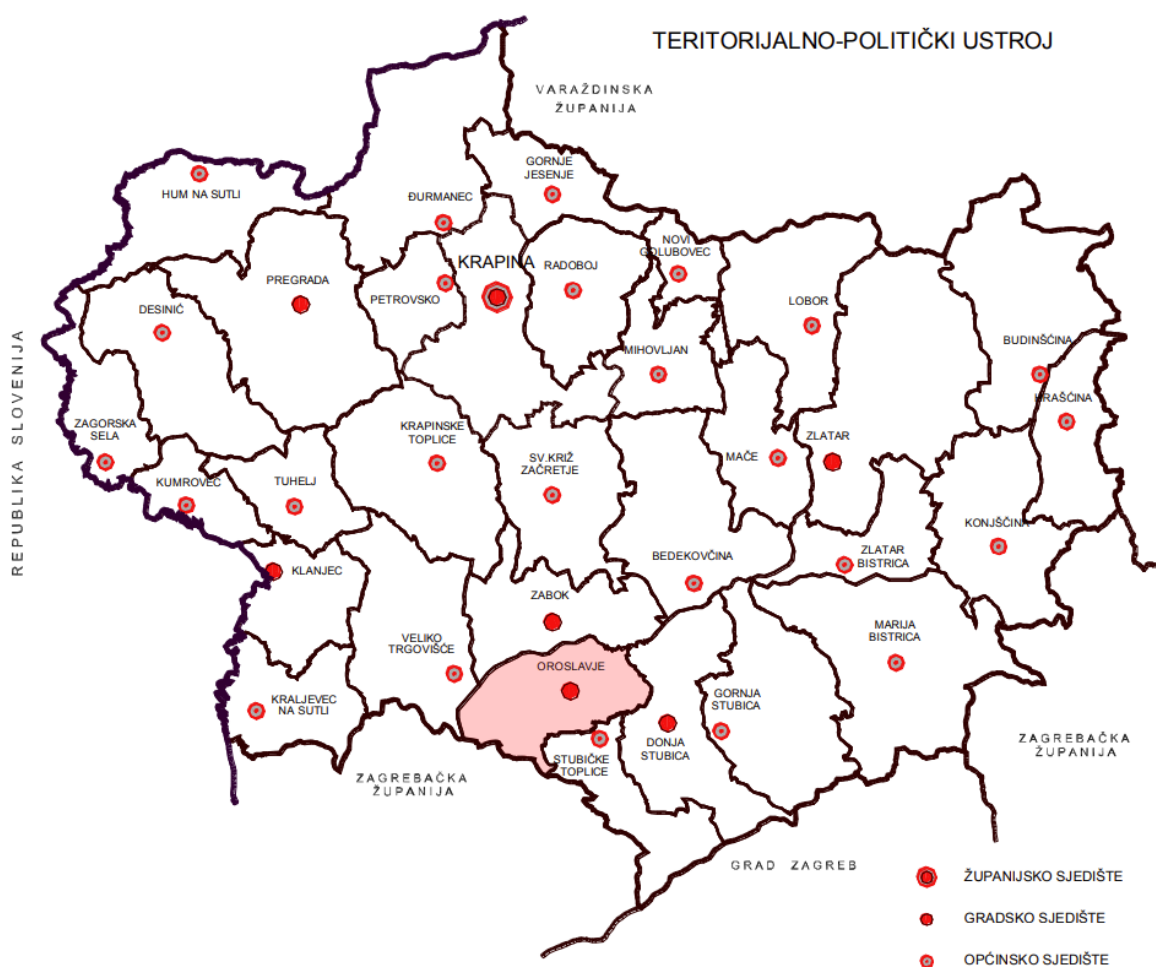 TERITORIJALNO-POLITIČKI USTROJ
VARAŽDINSKA
ŽUPANIJA
GORNJE
JESENJE
HUM NA SUTLI
ĐURMANEC
NOVI
GOLUBOVEC
KRAPINA
RADOBOJ
PREGRADA
PETROVSKO
LOBOR
DESINIĆ
BUDINŠĆINA
MIHOVLJAN
REPUBLIKA SLOVENIJA
HRAŠĆINA
ZAGORSKA
SELA
KRAPINSKE
TOPLICE
ZLATAR
SV.KRIŽ
ZAČRETJE
MAČE
KUMROVEC
TUHELJ
KONJŠČINA
BEDEKOVČINA
ZLATAR
BISTRICA
KLANJEC
ZABOK
MARIJA
BISTRICA
VELIKO
TRGOVIŠĆE
OROSLAVJE
GORNJA
STUBICA
KRALJEVEC
NA SUTLI
DONJA
STUBICA
ZAGREBAČKA
ŽUPANIJA
STUBIČKE
TOPLICE
ZAGREBAČKA
ŽUPANIJA
GRAD ZAGREB
ŽUPANIJSKO SJEDIŠTE
GRADSKO SJEDIŠTE
OPĆINSKO SJEDIŠTE